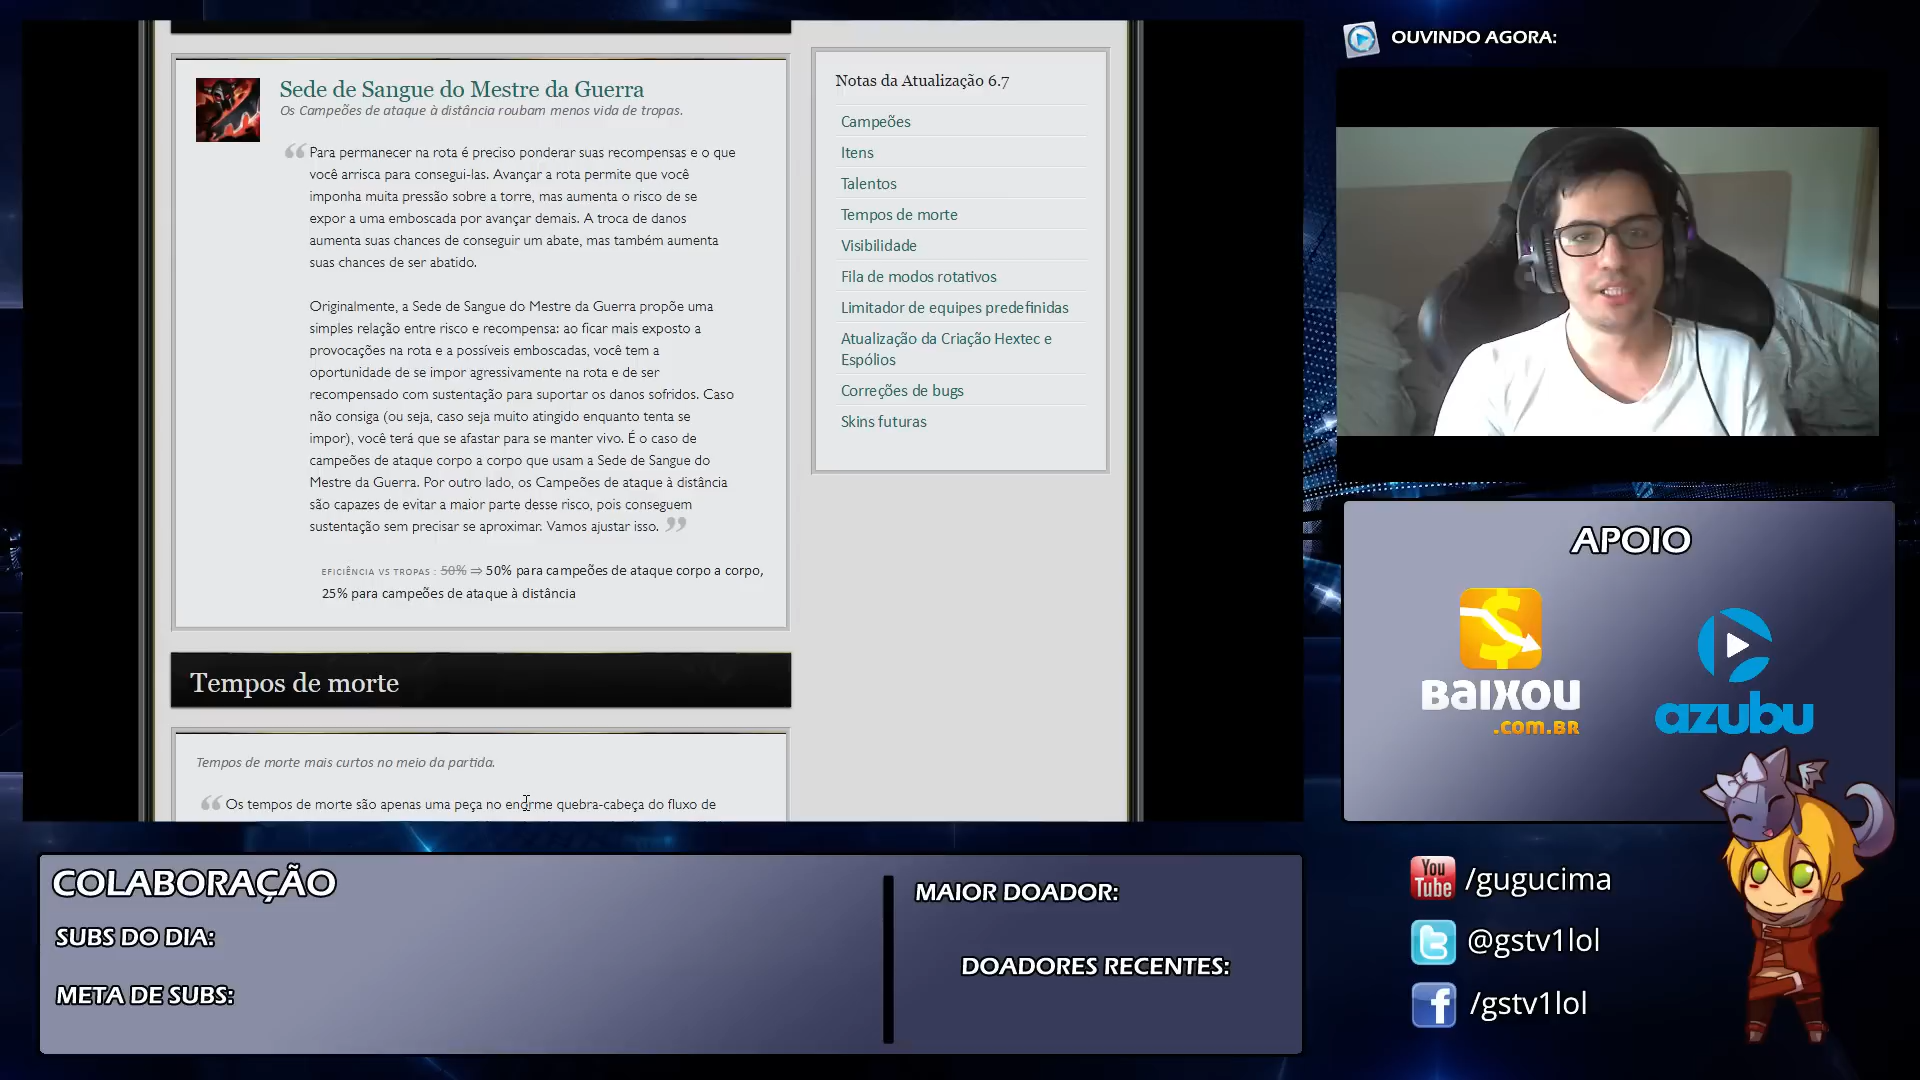 Sede de Sangue do Mestre da Guerra
Os Campeões de ataque à distância roubam menos vida de tropas.
“Para permanecer na rota é preciso ponderar suas recompensas e o que
você arrisca para consegui-las. Avançar a rota permite que você
imponha muita pressão sobre a torre, mas aumenta o risco de se
expor a uma emboscada por avançar demais. A troca de danos
aumenta suas chances de conseguir um abate, mas também aumenta
suas chances de ser abatido.
Originalmente, a Sede de Sangue do Mestre da Guerra propõe uma
simples relação entre risco e recompensa: ao ficar mais exposto a
provocações na rota e a possíveis emboscadas, você tem a
oportunidade de se impor agressivamente na rota e de ser
recompensado com sustentação para suportar os danos sofridos. Caso
não consiga (ou seja, caso seja muito atingido enquanto tenta se
impor), você terá que se afastar para se manter vivo. É o caso de
campeões de ataque corpo a corpo que usam a Sede de Sangue do
Mestre da Guerra. Por outro lado, os Campeões de ataque à distância
são capazes de evitar a maior parte desse risco, pois conseguem
sustentação sem precisar se aproximar. Vamos ajustar isso.”
EFICIÊNCIA VS TROPAS : 50% ⇒ 50% para campeões de ataque corpo a corpo,
25% para campeões de ataque à distância
Tempos de morte
Tempos de morte mais curtos no meio da partida.
“Os tempos de morte são apenas uma peça no enorme quebra-cabeça do fluxo de
Notas da Atualização 6.7
Campeões
Itens
Talentos
Tempos de morte
Visibilidade
Fila de modos rotativos
Limitador de equipes predefinidas
Atualização da Criação Hextec e
Espólios
Correções de bugs
Skins futuras
OUVINDO AGORA:
APOIO
BAIXOU
.COM.BR
azubu
You
Tube
/gugucima
@gstv1lol
/gstv1lol
COLABORAÇÃO
SUBS DO DIA:
META DE SUBS:
MAIOR DOADOR:
DOADORES RECENTES: